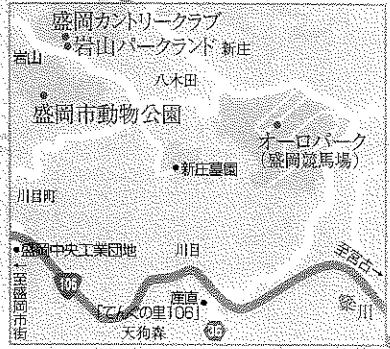 盛岡カントリークラブ
岩山パークランド
新庄
岩山
八木田
盛岡市動物公園
オーロパーク
(盛岡競馬場)
新庄墓園
川目町
盛岡中央工業団地
川目
至宮古→
106
←至盛岡市街
産直
「てんぐの里106」
天狗森
36
簗川